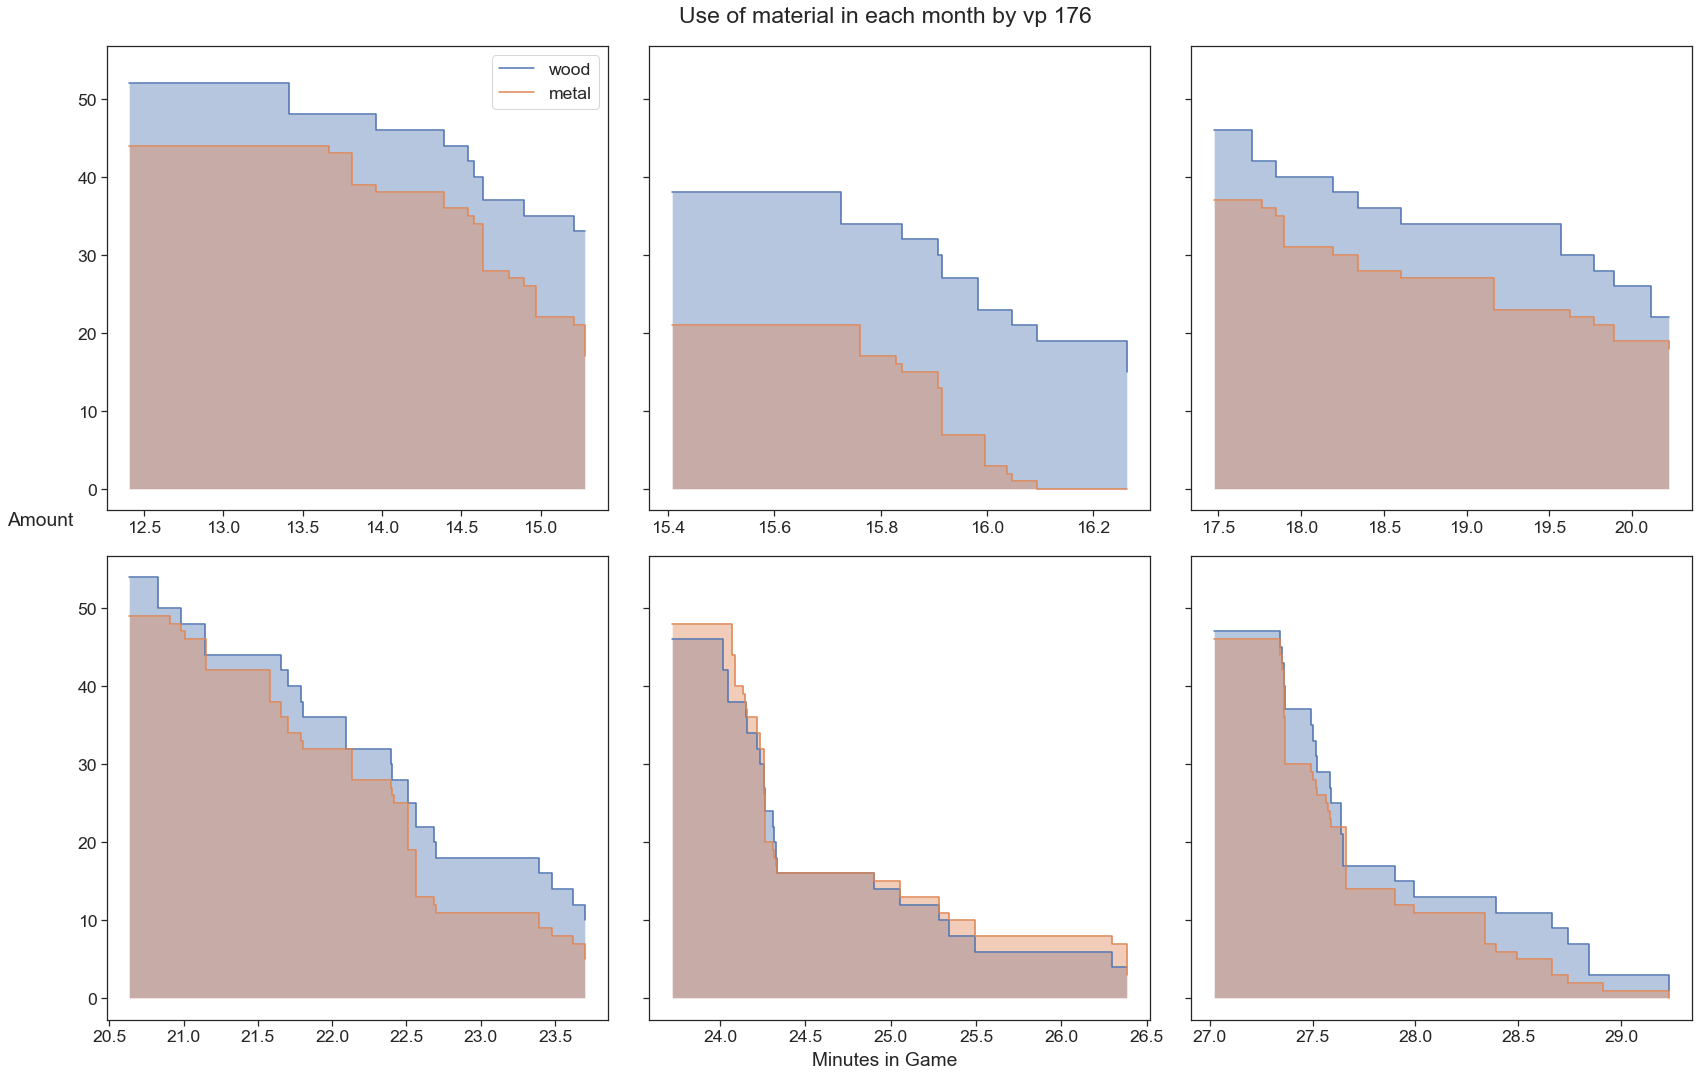 Use of material in each month by vp 176
wood
metal
50
40
30
20
10
0
12.5 13.0 13.5 14.0 14.5 15.0
15.4 15.6 15.8 16.0 16.2
17.5 18.0 18.5 19.0 19.5 20.0
Amount
50
40
30
20
10
0
20.5 21.0 21.5 22.0 22.5 23.0 23.5
24.0 24.5 25.0 25.5 26.0 26.5
27.0 27.5 28.0 28.5 29.0
Minutes in Game